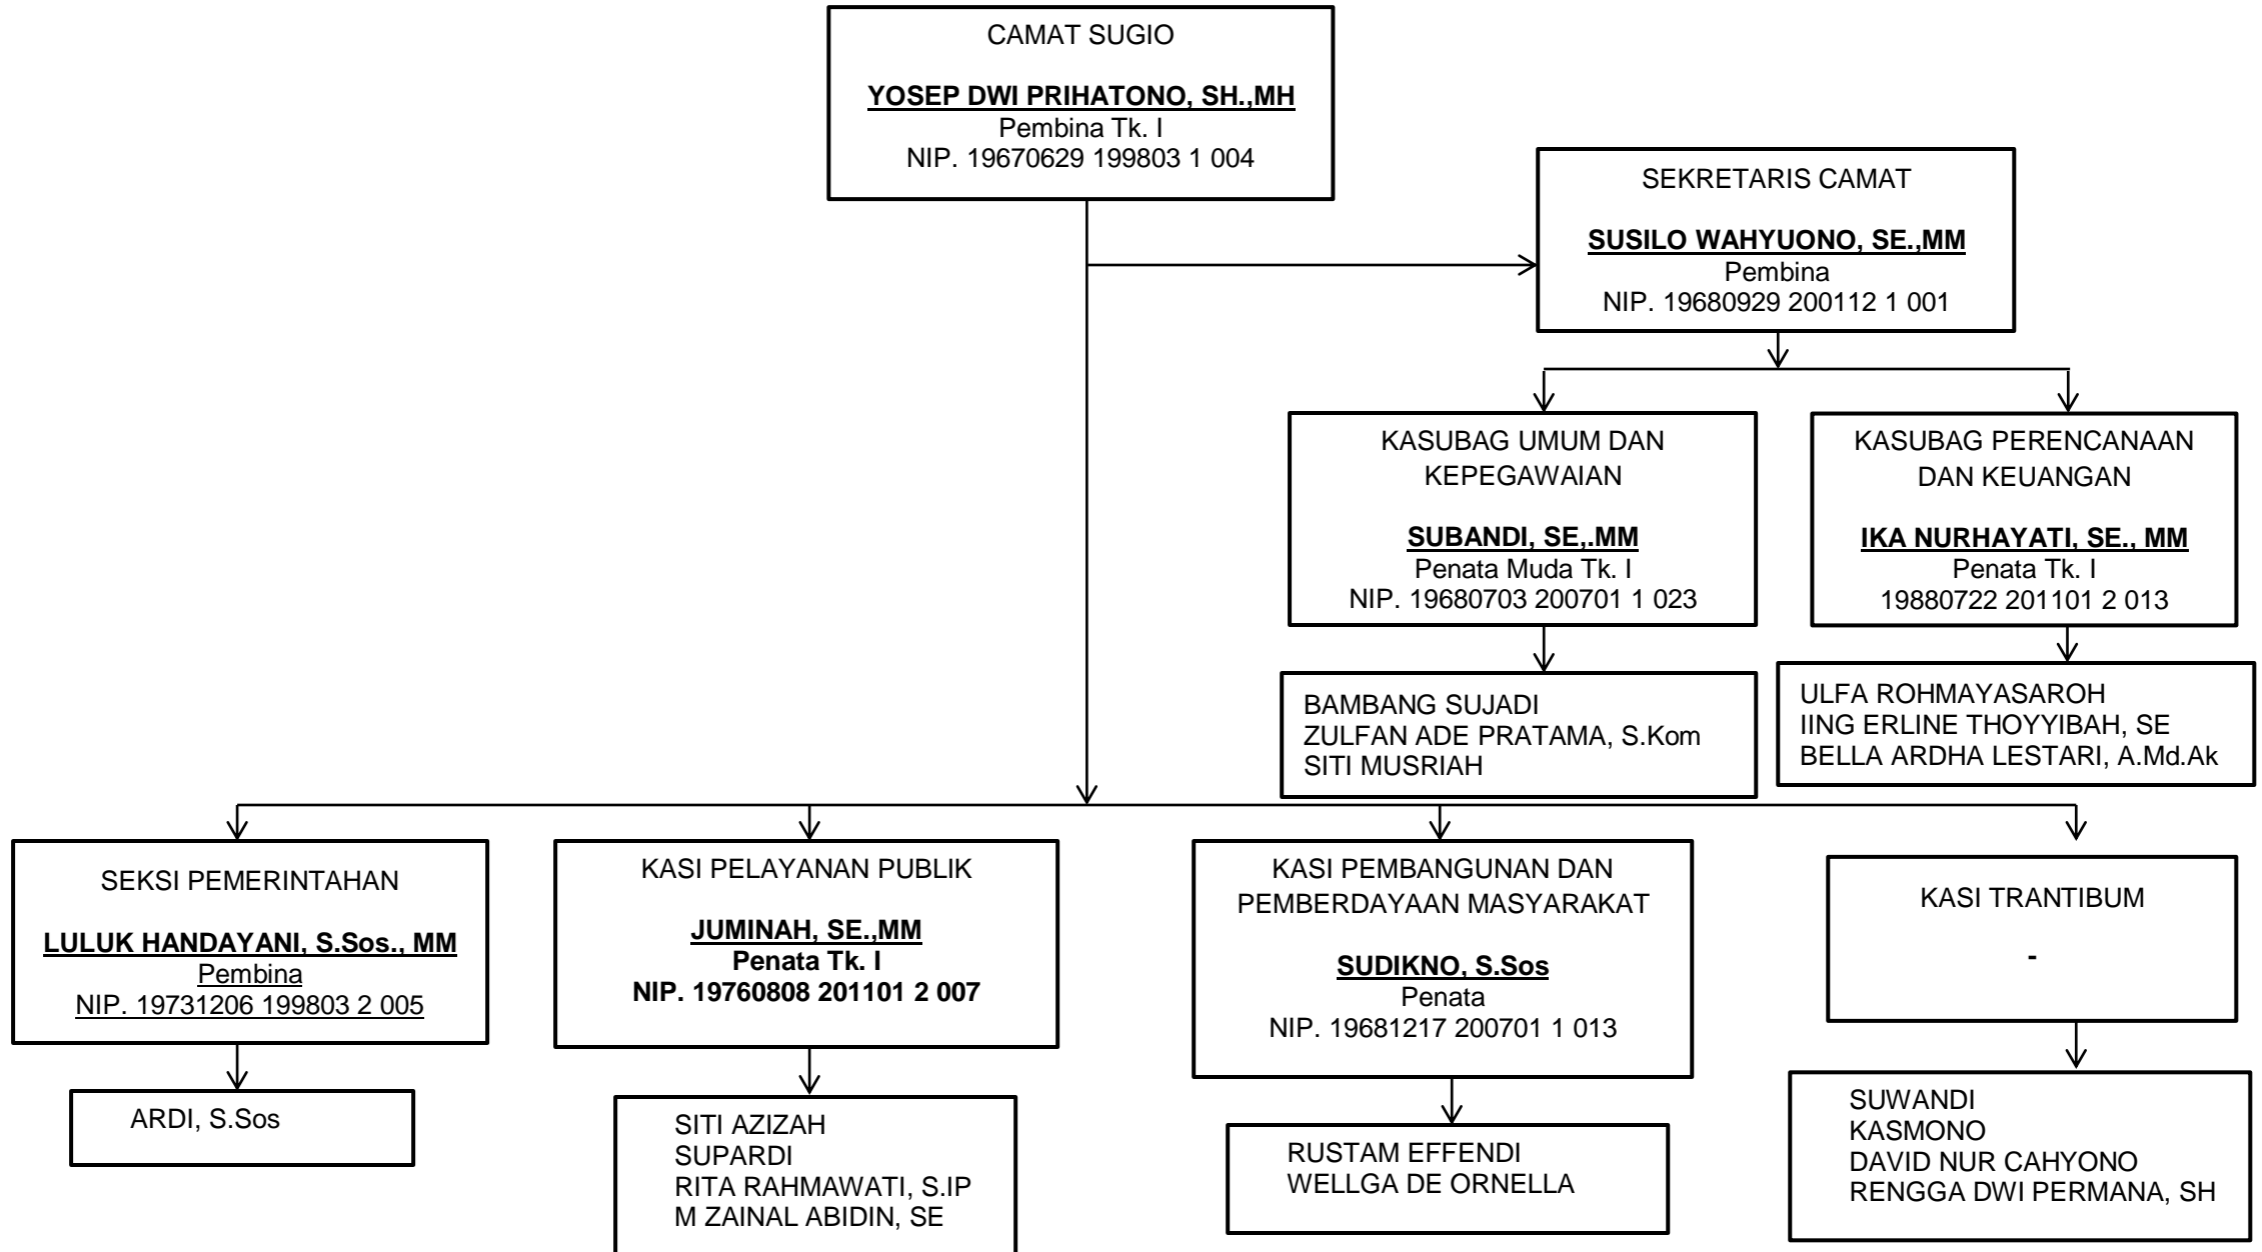 CAMAT SUGIO
YOSEP DWI PRIHATONO, SH.,MH
Pembina Tk. I
NIP. 19670629 199803 1 004
SEKRETARIS CAMAT
SUSILO WAHYUONO, SE.,MM
Pembina
NIP. 19680929 200112 1 001
KASUBAG UMUM DAN
KEPEGAWAIAN
SUBANDI, SE,.MM
Penata Muda Tk. I
NIP. 19680703 200701 1 023
KASUBAG PERENCANAAN
DAN KEUANGAN
IKA NURHAYATI, SE., MM
Penata Tk. I
19880722 201101 2 013
BAMBANG SUJADI
ZULFAN ADE PRATAMA, S.Kom
SITI MUSRIAH
ULFA ROHMAYASAROH
IING ERLINE THOYYIBAH, SE
BELLA ARDHA LESTARI, A.Md.Ak
SEKSI PEMERINTAHAN
LULUK HANDAYANI, S.Sos., MM
Pembina
NIP. 19731206 199803 2 005
KASI PELAYANAN PUBLIK
JUMINAH, SE.,MM
Penata Tk. I
NIP. 19760808 201101 2 007
KASI PEMBANGUNAN DAN
PEMBERDAYAAN MASYARAKAT
SUDIKNO, S.Sos
Penata
NIP. 19681217 200701 1 013
KASI TRANTIBUM
-
ARDI, S.Sos
SITI AZIZAH
SUPARDI
RITA RAHMAWATI, S.IP
M ZAINAL ABIDIN, SE
RUSTAM EFFENDI
WELLGA DE ORNELLA
SUWANDI
KASMONO
DAVID NUR CAHYONO
RENGGA DWI PERMANA, SH